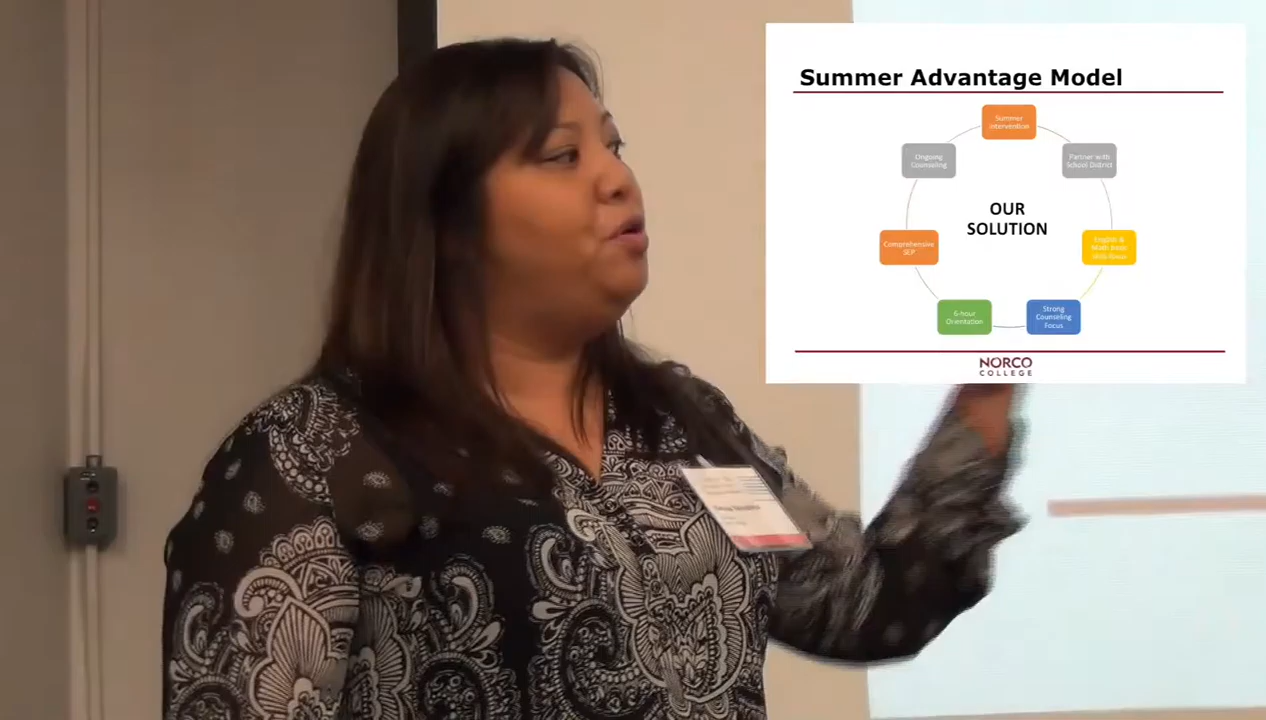 Summer Advantage Model
Summer
Intervention
Ongoing
Counseling
Partner with
School District
OUR
SOLUTION
Comprehensive
SEP
English &
Math Basic
Skills Focus
6-hour
Orientation
Strong
Counseling
Focus
NORCO
COLLEGE